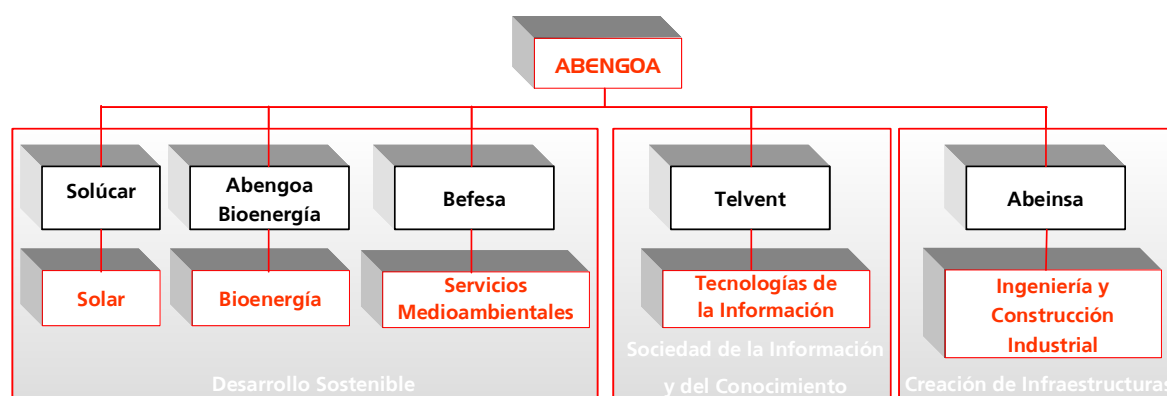 ABENGOA
Solúcar
Abengoa
Bioenergía
Befesa
Telvent
Abeinsa
Solar
Bioenergía
Servicios
Medioambientales
Tecnologías de
la Información
Ingeniería y
Construcción
Industrial
Desarrollo Sostenible
Sociedad de la Información
y del Conocimiento
Creación de Infraestructuras